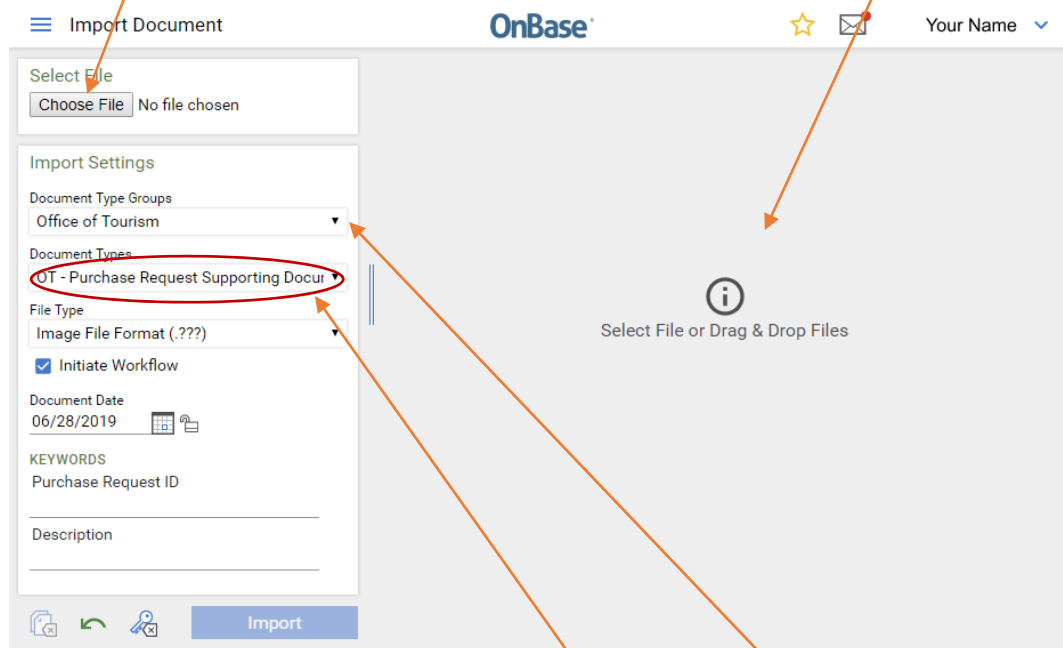 Import Document
OnBase
Your Name
Select File
Choose File No file chosen
Import Settings
Document Type Groups
Office of Tourism
Document Types
OT - Purchase Request Supporting Docur
File Type
Image File Format (.???)
Initiate Workflow
Document Date
06/28/2019
KEYWORDS
Purchase Request ID
Description
Import
Select File or Drag & Drop Files